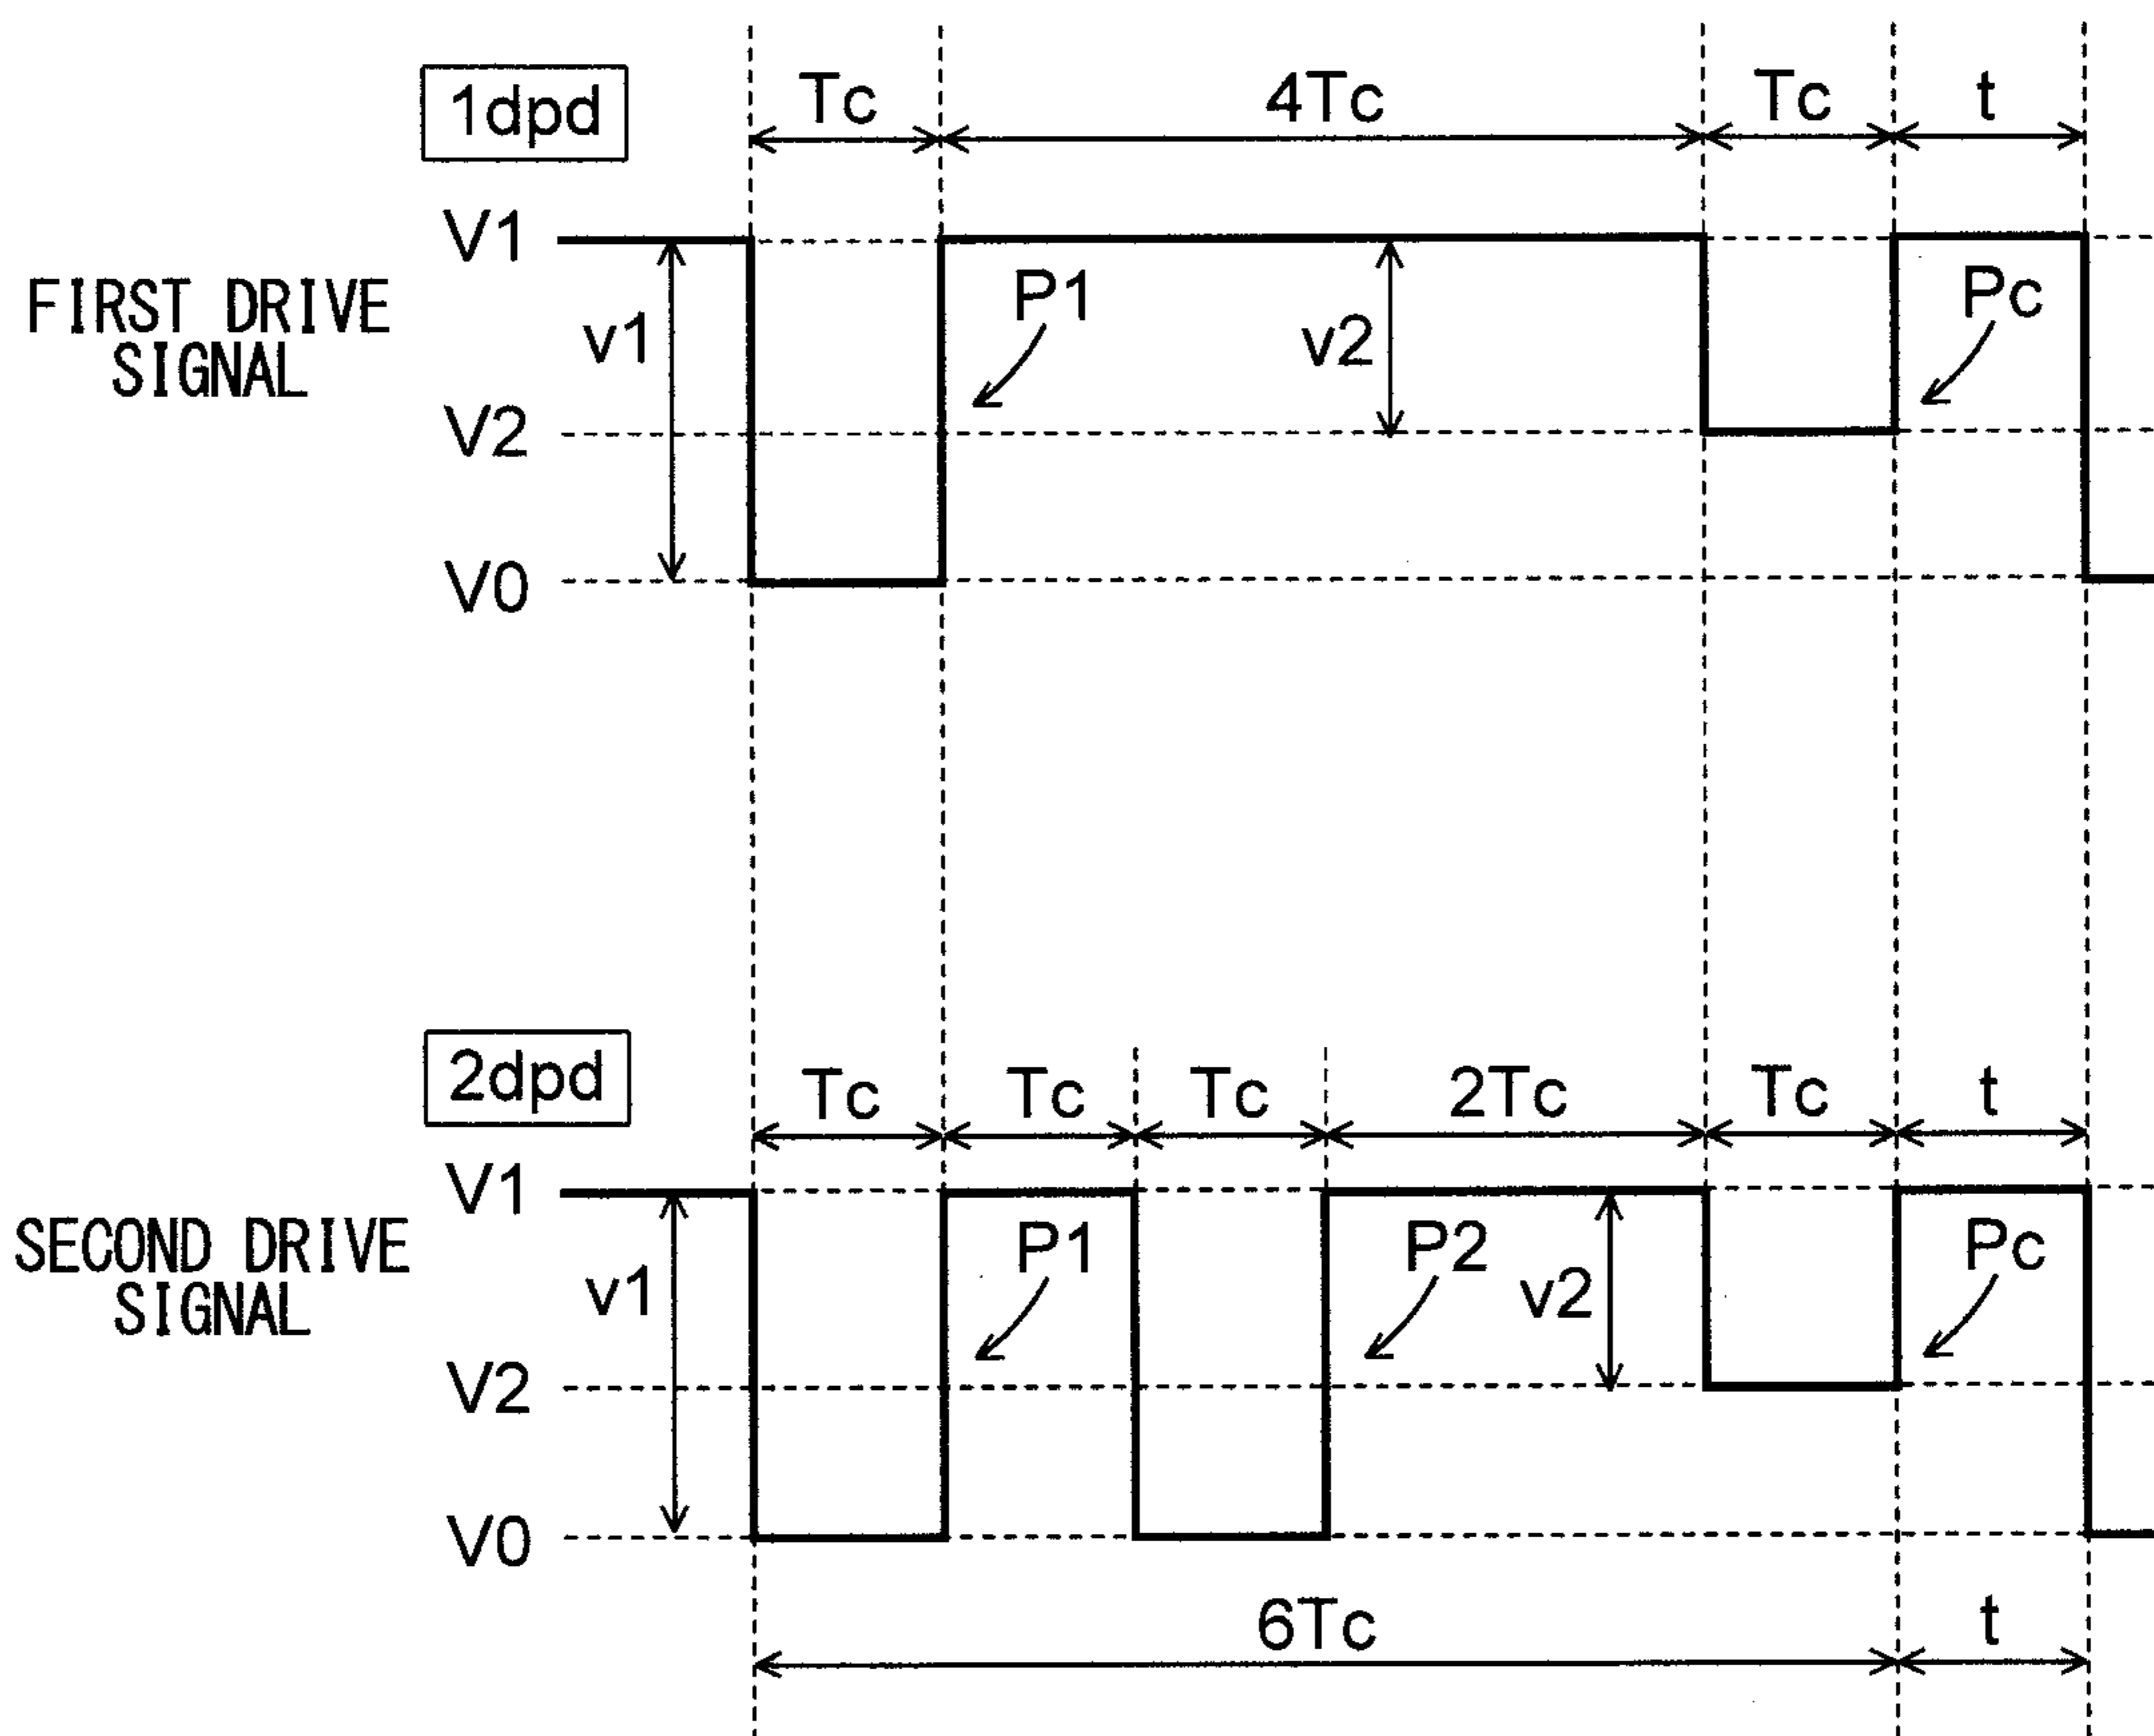 1dpd
Tc 4Tc Tc t
V1
FIRST DRIVE
SIGNAL
v1
P1
v2
Pc
V2
V0
2dpd
Tc Tc Tc 2Tc Tc t
V1
SECOND DRIVE
SIGNAL
v1
P1
P2
v2
Pc
V2
V0
6Tc t